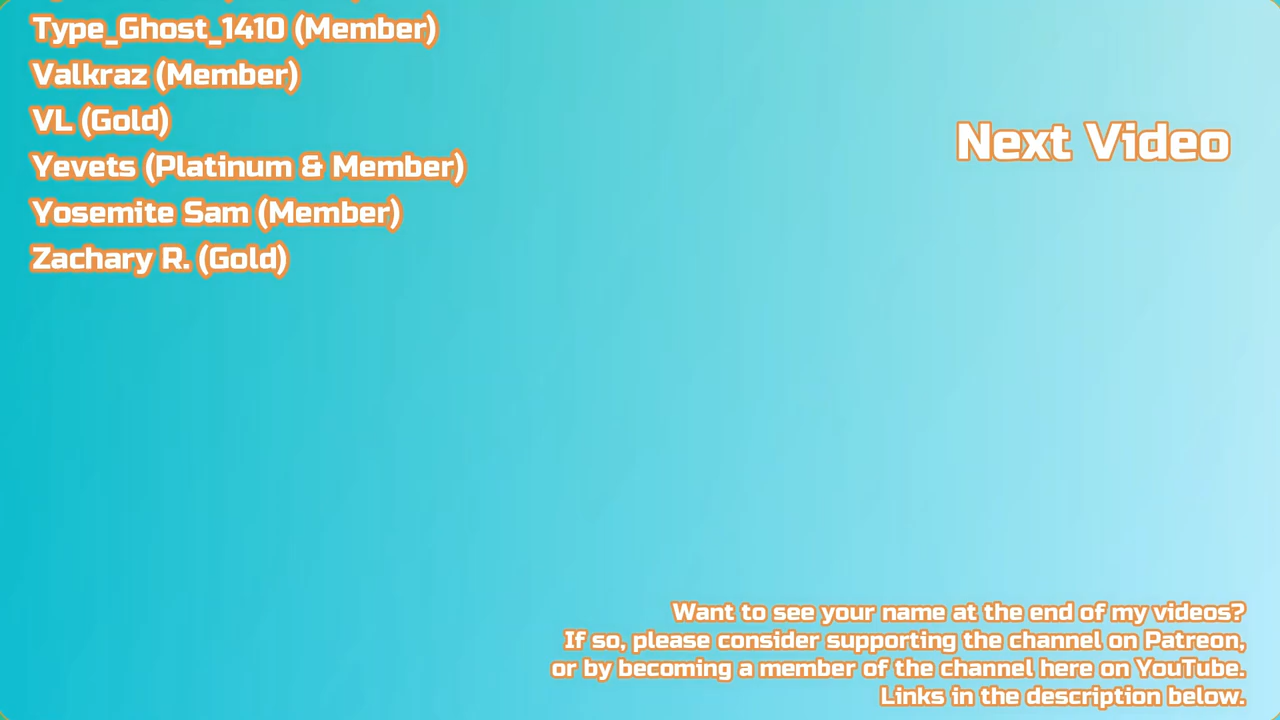 Type_Ghost_1410 (Member)
Valkraz (Member)
VL (Gold)
Yevets (Platinum & Member)
Yosemite Sam (Member)
Zachary R. (Gold)
Next Video
Want to see your name at the end of my videos?
If so, please consider supporting the channel on Patreon,
or by becoming a member of the channel here on YouTube.
Links in the description below.